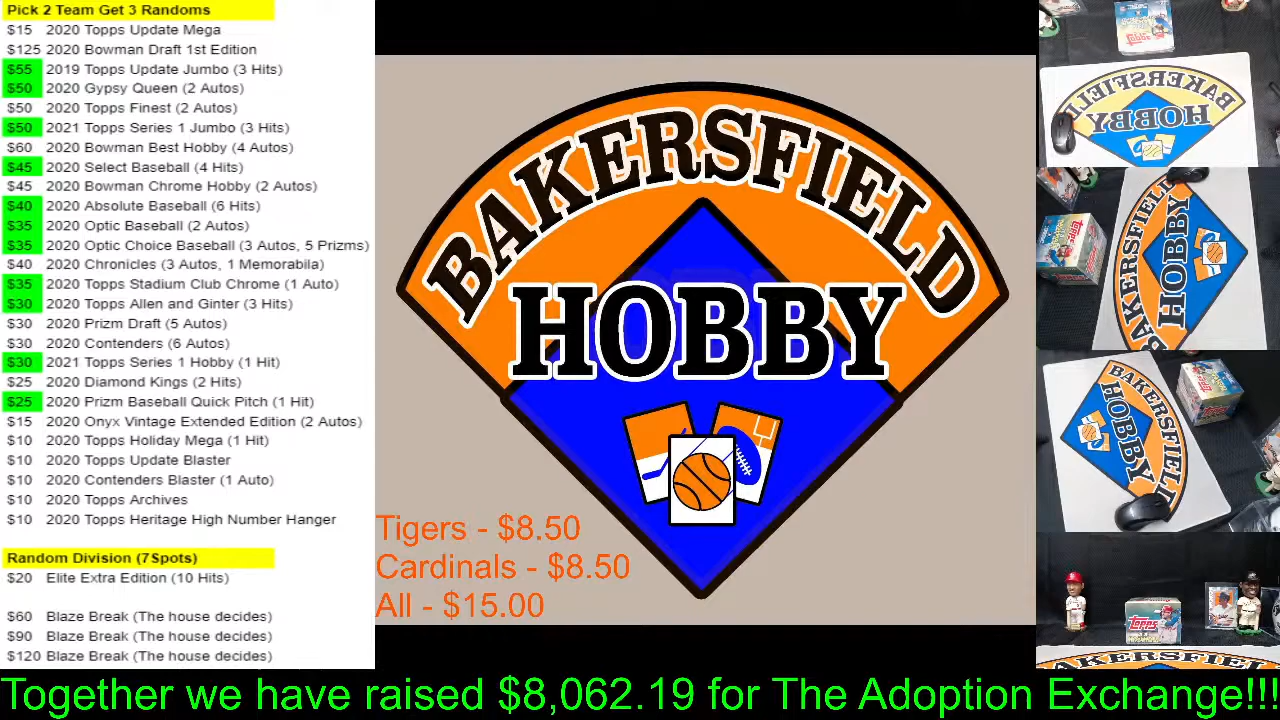 Pick 2 Team Get 3 Randoms
$15 2020 Topps Update Mega
$125 2020 Bowman Draft 1st Edition
$55 2019 Topps Update Jumbo (3 Hits)
$50 2020 Gypsy Queen (2 Autos)
$50 2020 Topps Finest (2 Autos)
$50 2021 Topps Series 1 Jumbo (3 Hits)
$60 2020 Bowman Best Hobby (4 Autos)
$45 2020 Select Baseball (4 Hits)
$45 2020 Bowman Chrome Hobby (2 Autos)
$40 2020 Absolute Baseball (6 Hits)
$35 2020 Optic Baseball (2 Autos)
$35 2020 Optic Choice Baseball (3 Autos, 5 Prizms)
$40 2020 Chronicles (3 Autos, 1 Memorabila)
$35 2020 Topps Stadium Club Chrome (1 Auto)
$30 2020 Topps Allen and Ginter (3 Hits)
$30 2020 Prizm Draft (5 Autos)
$30 2020 Contenders (6 Autos)
$30 2021 Topps Series 1 Hobby (1 Hit)
$25 2020 Diamond Kings (2 Hits)
$25 2020 Prizm Baseball Quick Pitch (1 Hit)
$15 2020 Onyx Vintage Extended Edition (2 Autos)
$10 2020 Topps Holiday Mega (1 Hit)
$10 2020 Topps Update Blaster
$10 2020 Contenders Blaster (1 Auto)
$10 2020 Topps Archives
$10 2020 Topps Heritage High Number Hanger
Random Division (7Spots)
$20 Elite Extra Edition (10 Hits)
$60 Blaze Break (The house decides)
$90 Blaze Break (The house decides)
$120 Blaze Break (The house decides)
BAKERSFIELD
HOBBY
Tigers - $8.50
Cardinals - $8.50
All - $15.00
BAKERSFIELD
HOBBY
Topps
BAKERSFIELD
HOBBY
BAKERSFIELD
HOBBY
Topps
BAKERSFIELD
Together we have raised $8,062.19 for The Adoption Exchange!!!